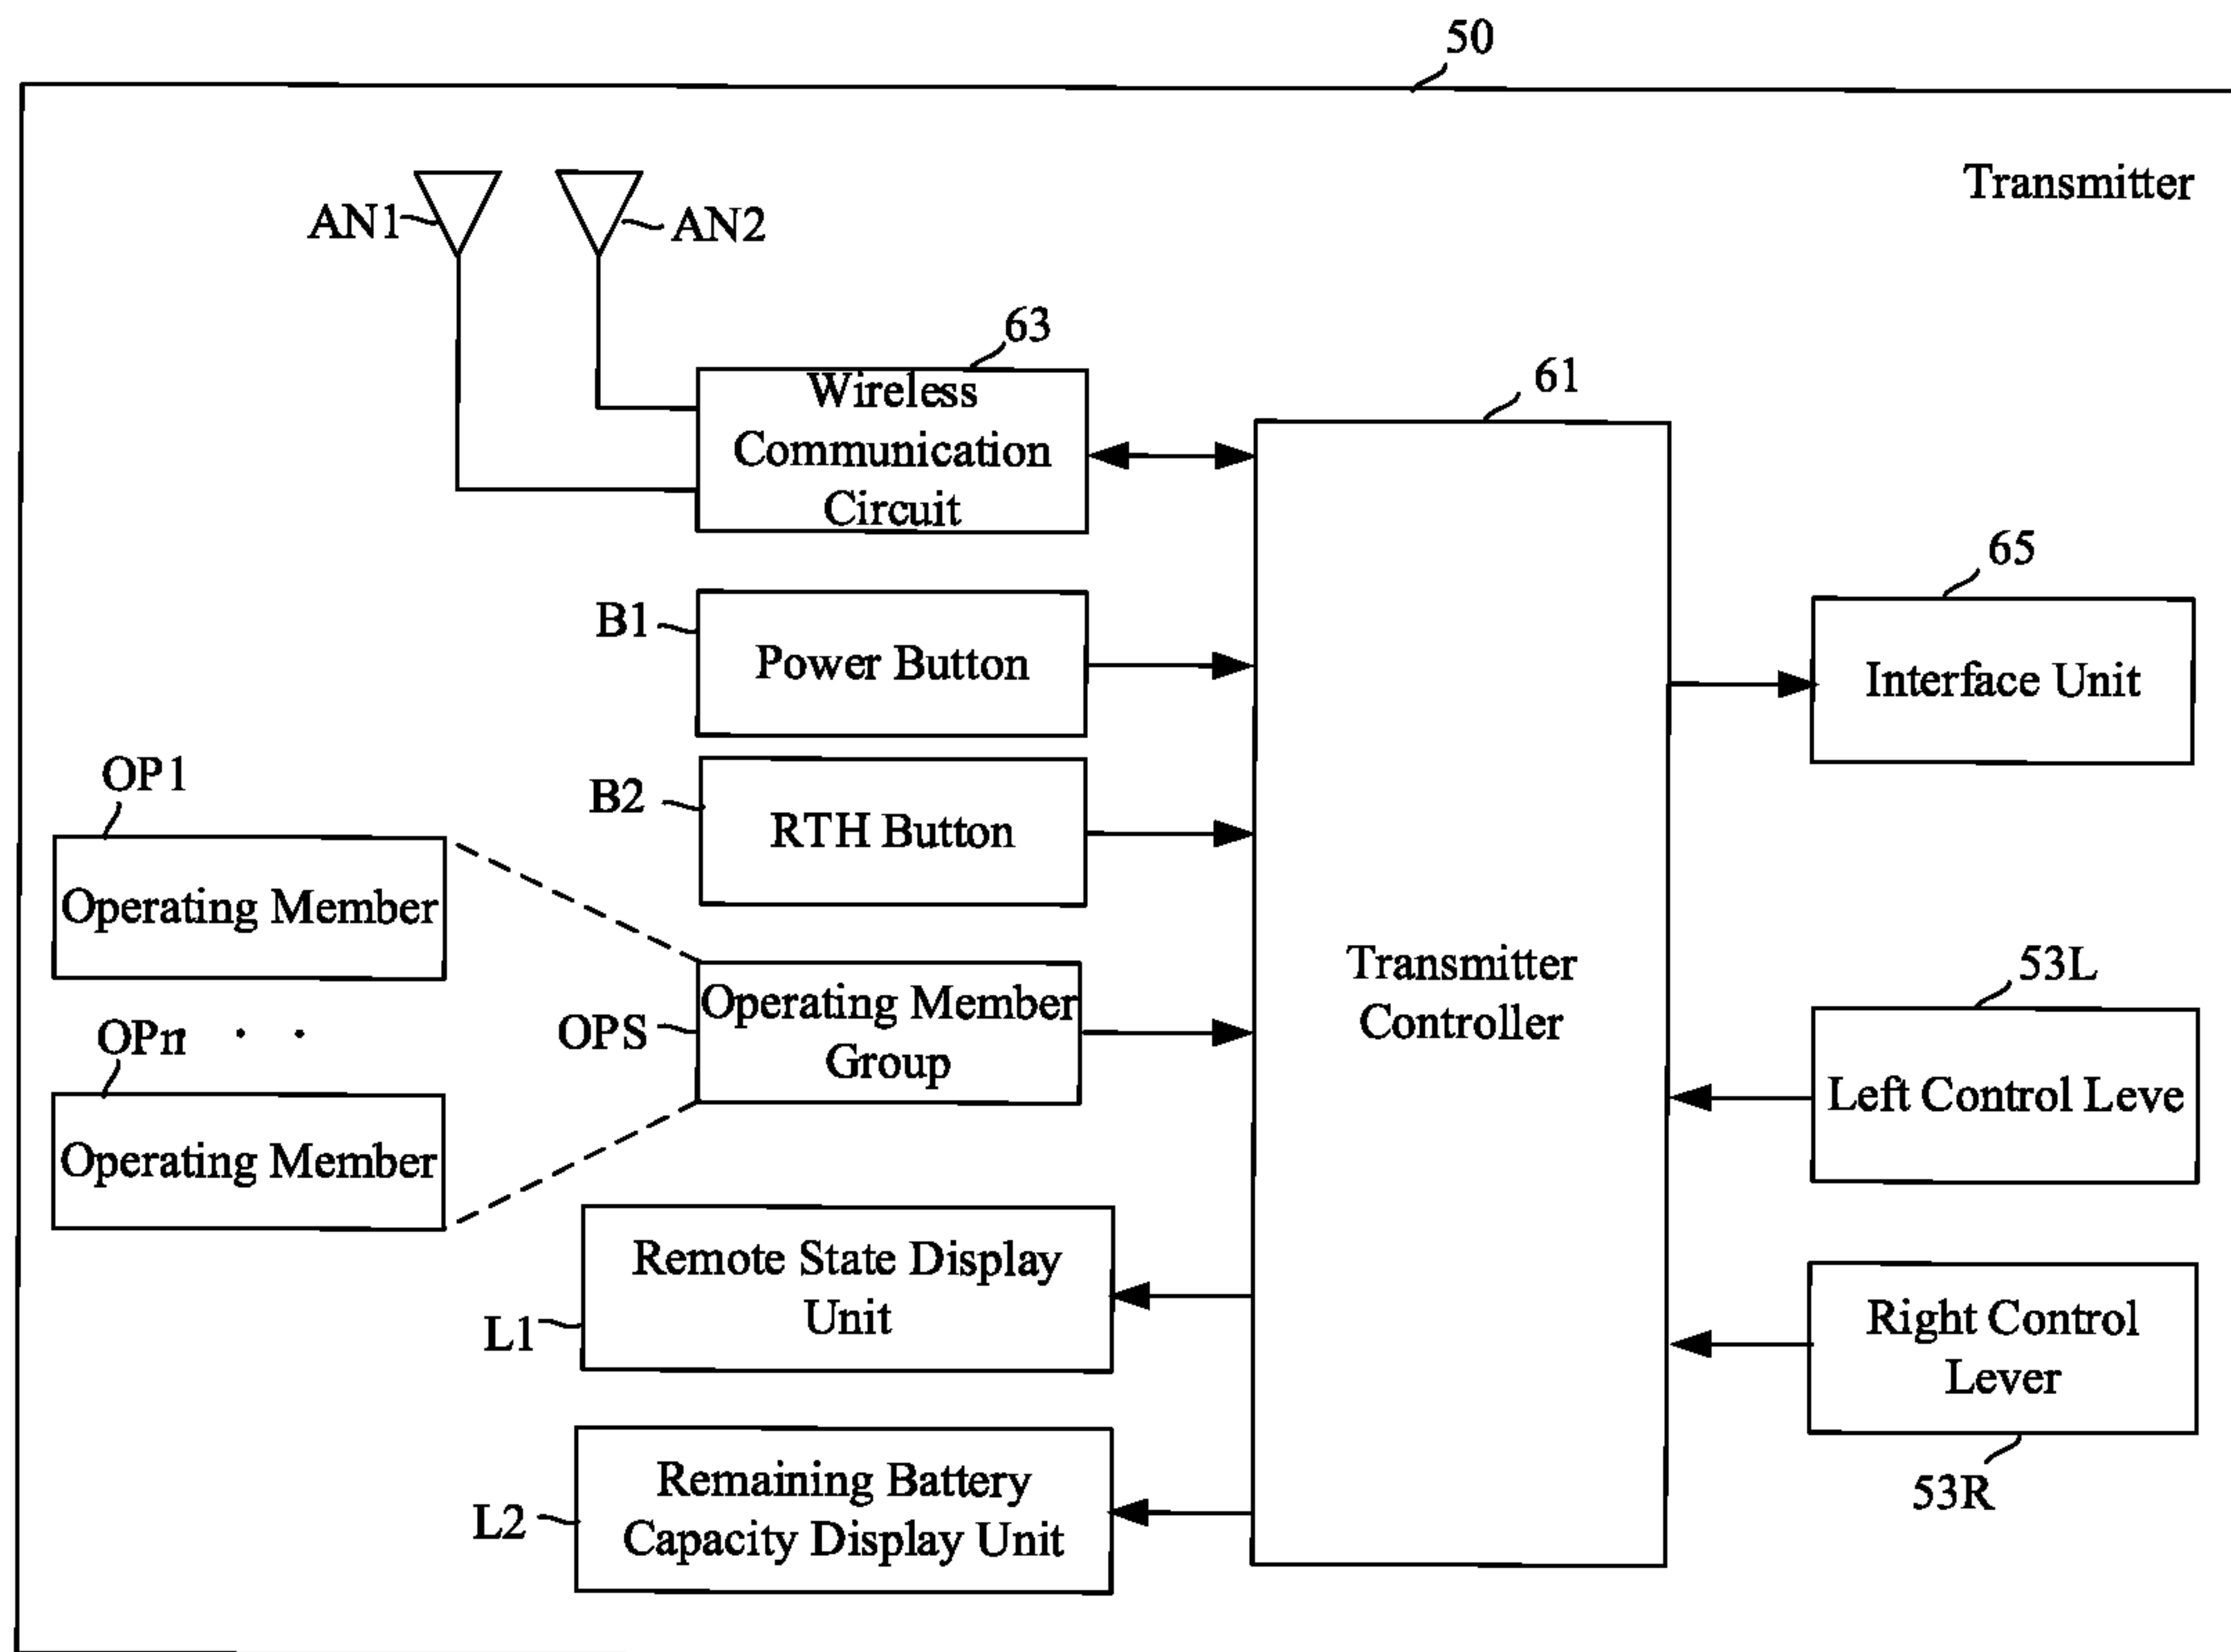 50
Transmitter
AN1
AN2
63
Wireless
Communication
Circuit
61
65
B1
Power Button
Interface Unit
OP1
B2
RTH Button
Operating Member
53L
Transmitter
Controller
OPS
Operating Member
Group
OPn
. .
Left Control Leve
Operating Member
Remote State Display
Unit
L1
Right Control
Lever
53R
Remaining Battery
Capacity Display Unit
L2